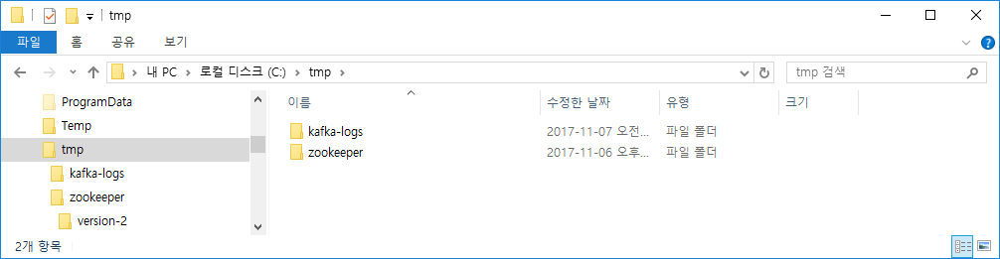 tmp
파일 홈 공유 보기
내 PC 로컬 디스크 (C:) tmp tmp 검색
ProgramData
Temp
tmp
kafka-logs
zookeeper
version-2
이름 수정한 날짜 유형 크기
kafka-logs 2017-11-07 오전... 파일 폴더
zookeeper 2017-11-06 오후... 파일 폴더
2개 항목